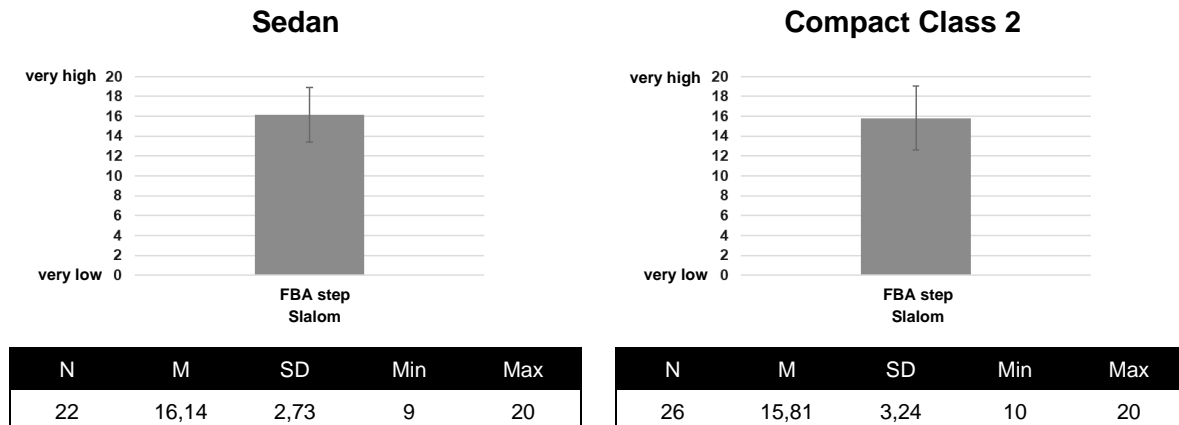 Sedan
very high 20
18
16
14
12
10
8
6
4
2
very low 0
FBA step
Slalom
N M SD Min Max
22 16,14 2,73 9 20
Compact Class 2
very high 20
18
16
14
12
10
8
6
4
2
very low 0
FBA step
Slalom
N M SD Min Max
26 15,81 3,24 10 20